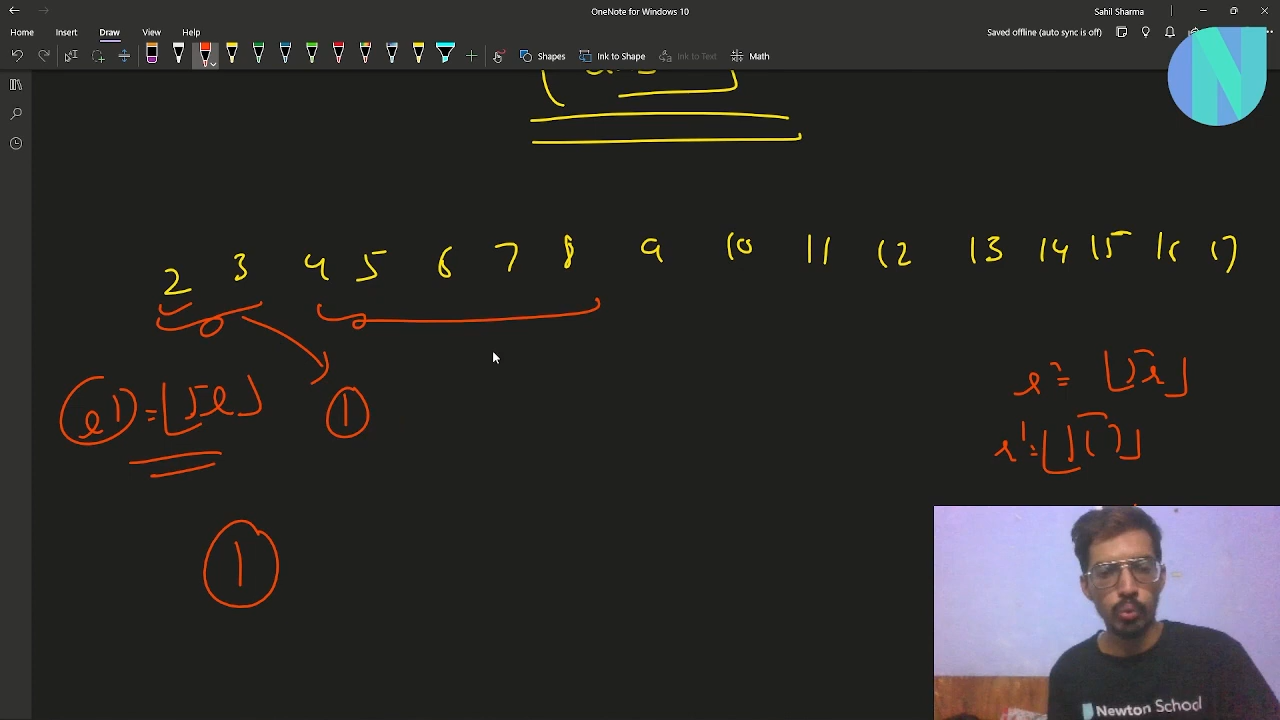 OneNote for Windows 10
Sahil Sharma
Home Insert Draw View Help
Saved offline (auto sync is off)
Shapes Ink to Shape Ink to Text Math
2 3 4 5 6 7 8 9 10 11 12 13 14 15 16 17
l' = ⌊√l⌋
1
r' = ⌊√r⌋
r' = ⌊√17⌋
1
Newton School